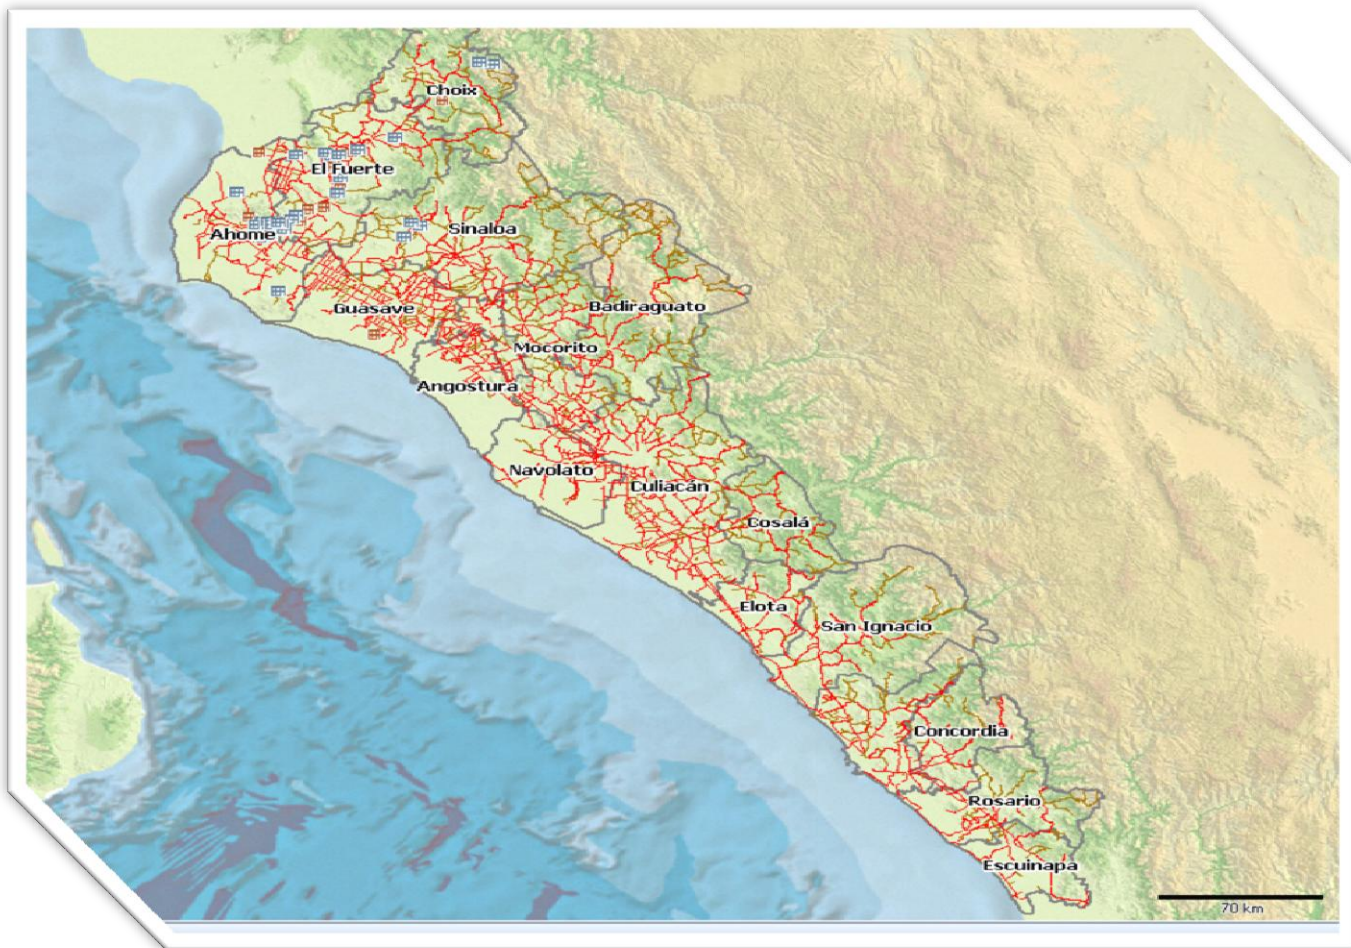 Choix
El Fuerte
Sinaloa
Ahome
Badiraguato
Guasave
Mocorito
Angostura
Navolato
Culiacán
Cosalá
Elota
San Ignacio
Concordia
Rosario
Escuinapa
70 km